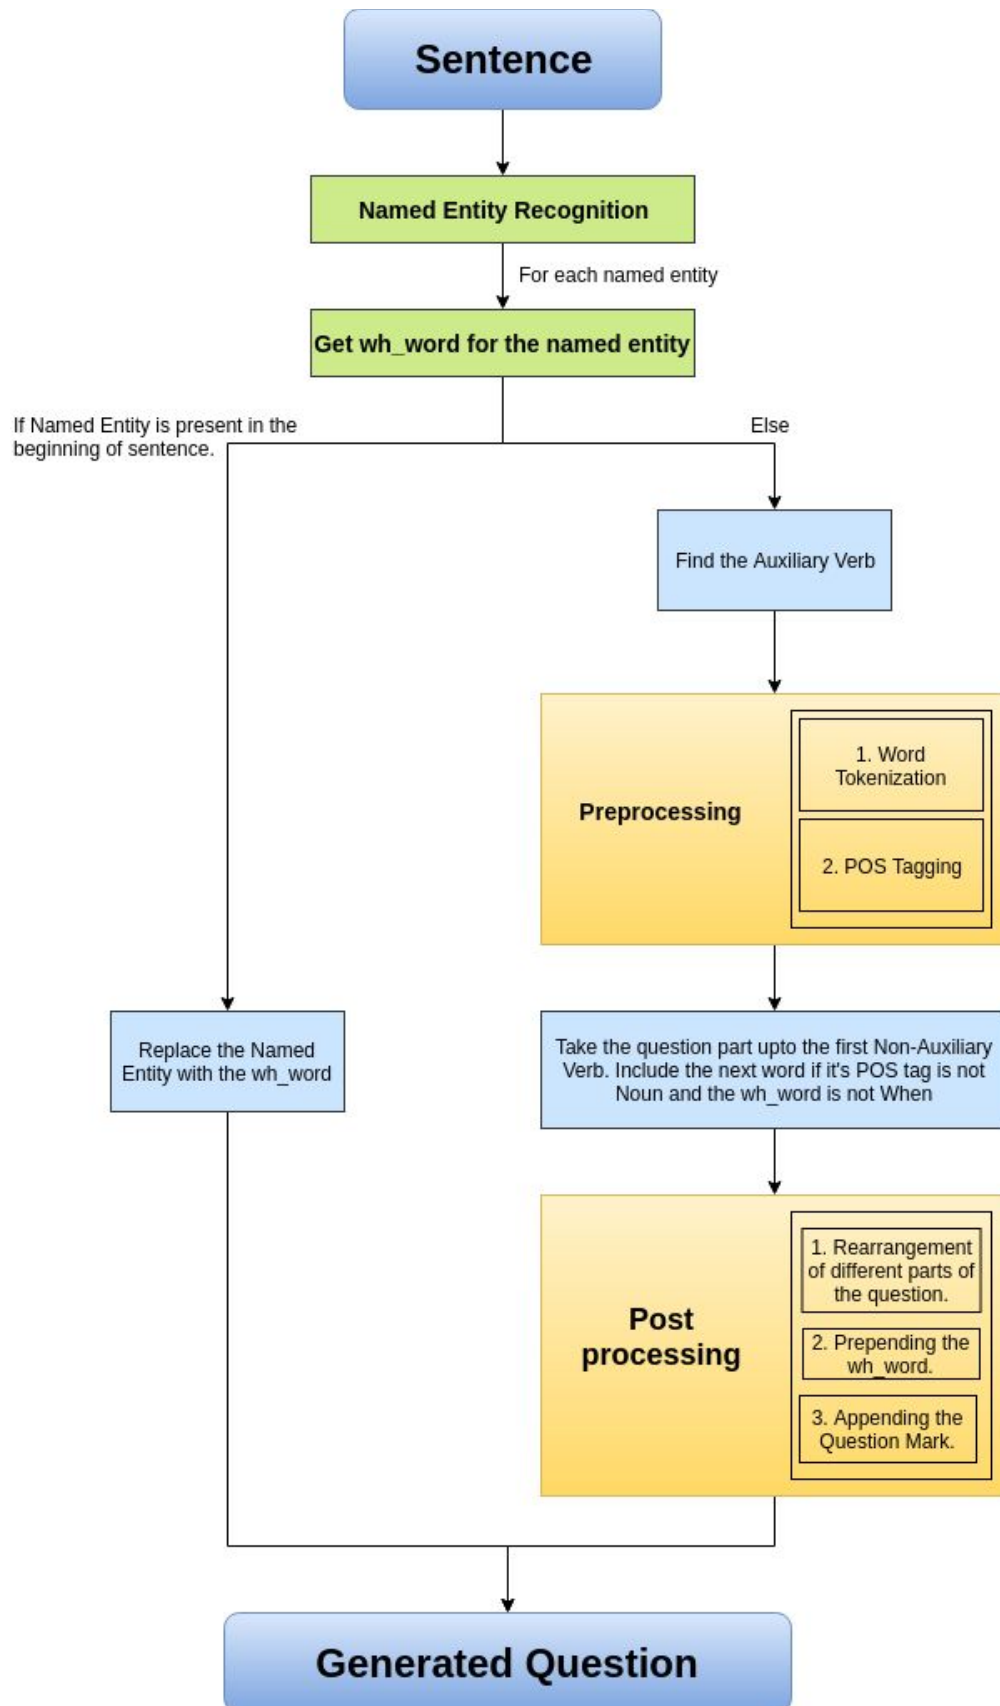 Sentence
Named Entity Recognition
For each named entity
Get wh_word for the named entity
If Named Entity is present in the
beginning of sentence.
Else
Find the Auxiliary Verb
Preprocessing
1. Word
Tokenization
2. POS Tagging
Replace the Named
Entity with the wh_word
Take the question part upto the first Non-Auxiliary
Verb. Include the next word if it's POS tag is not
Noun and the wh_word is not When
Post
processing
1. Rearrangement
of different parts of
the question.
2. Prepending the
wh_word.
3. Appending the
Question Mark.
Generated Question